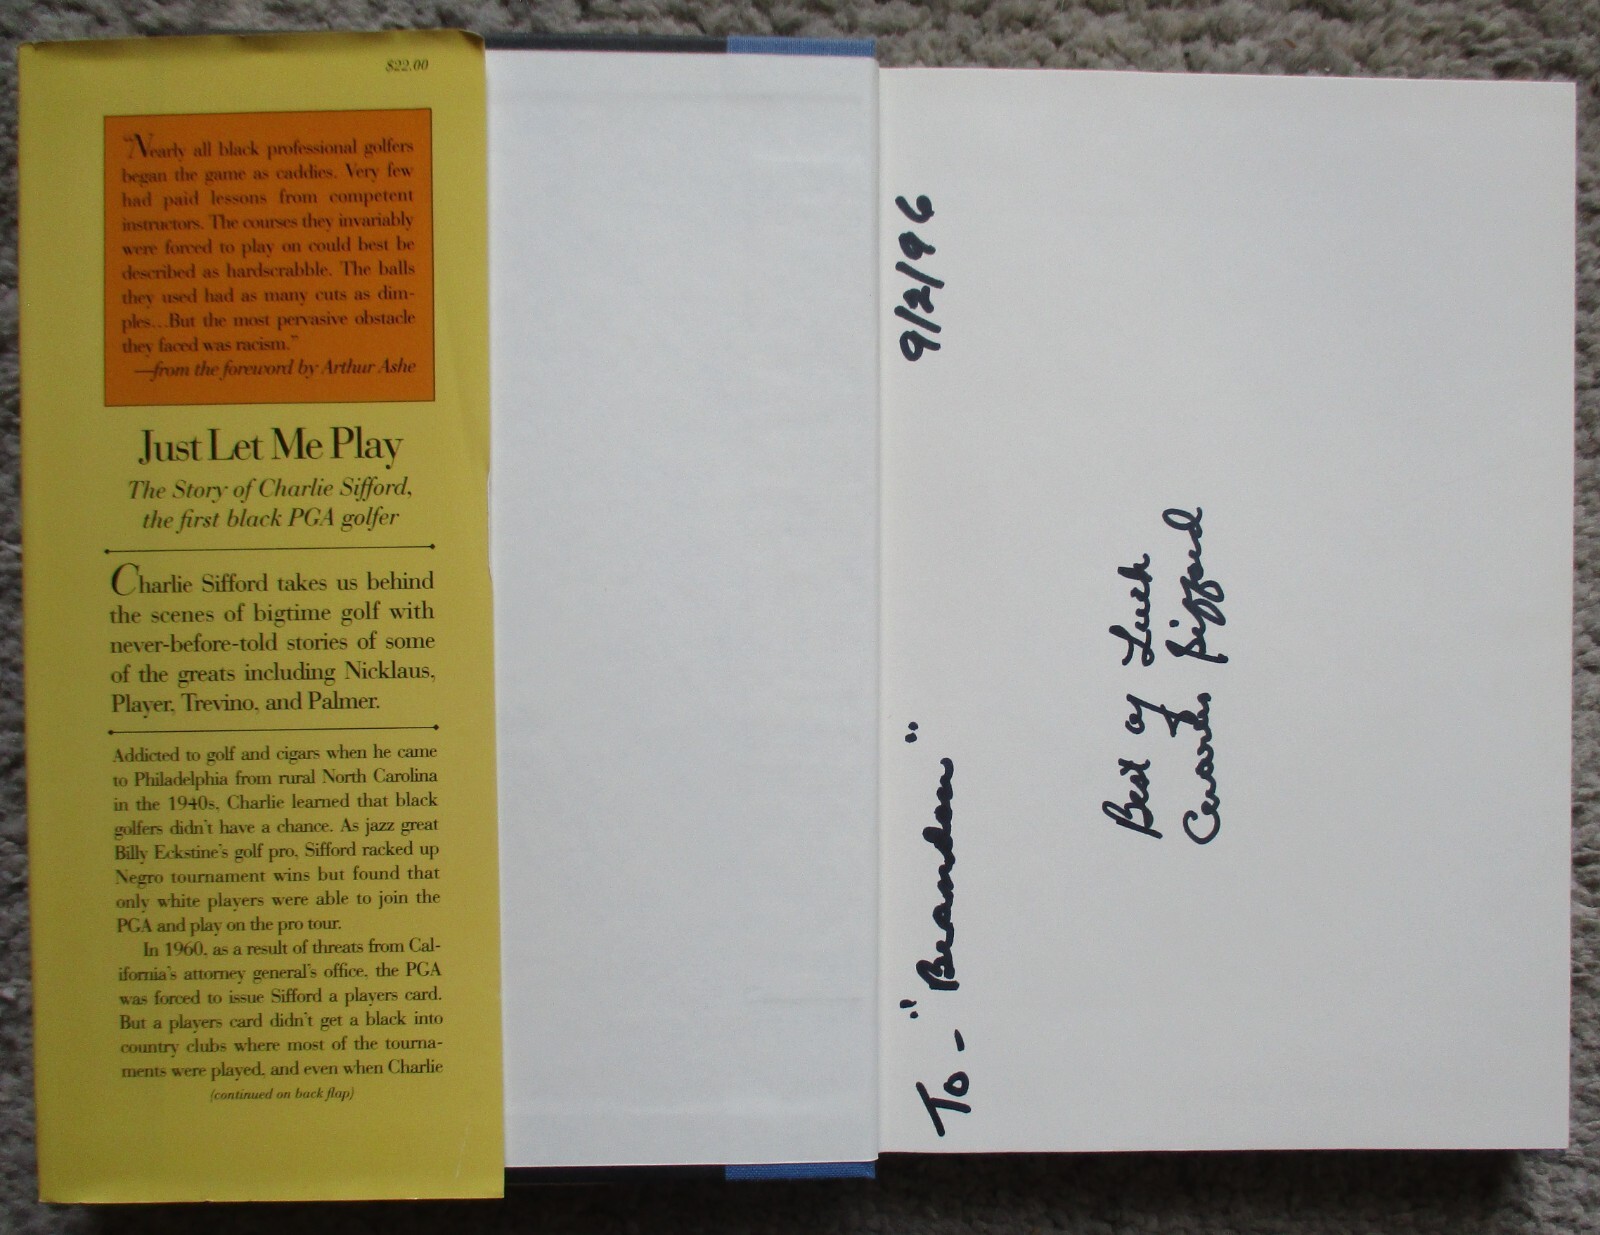 $22.00
"Nearly all black professional golfers
began the game as caddies. Very few
had paid lessons from competent
instructors. The courses they invariably
were forced to play on could best be
described as hardscrabble. The balls
they used had as many cuts as dim-
ples...But the most pervasive obstacle
they faced was racism."
—from the foreword by Arthur Ashe
Just Let Me Play
The Story of Charlie Sifford,
the first black PGA golfer
Charlie Sifford takes us behind
the scenes of bigtime golf with
never-before-told stories of some
of the greats including Nicklaus,
Player, Trevino, and Palmer.
Addicted to golf and cigars when he came
to Philadelphia from rural North Carolina
in the 1940s, Charlie learned that black
golfers didn't have a chance. As jazz great
Billy Eckstine's golf pro, Sifford racked up
Negro tournament wins but found that
only white players were able to join the
PGA and play on the pro tour.
In 1960, as a result of threats from Cal-
ifornia's attorney general's office, the PGA
was forced to issue Sifford a players card.
But a players card didn't get a black into
country clubs where most of the tourna-
ments were played, and even when Charlie
(continued on back flap)
To - "Brandon" 9/2/96
Best of Luck
Charles Sifford